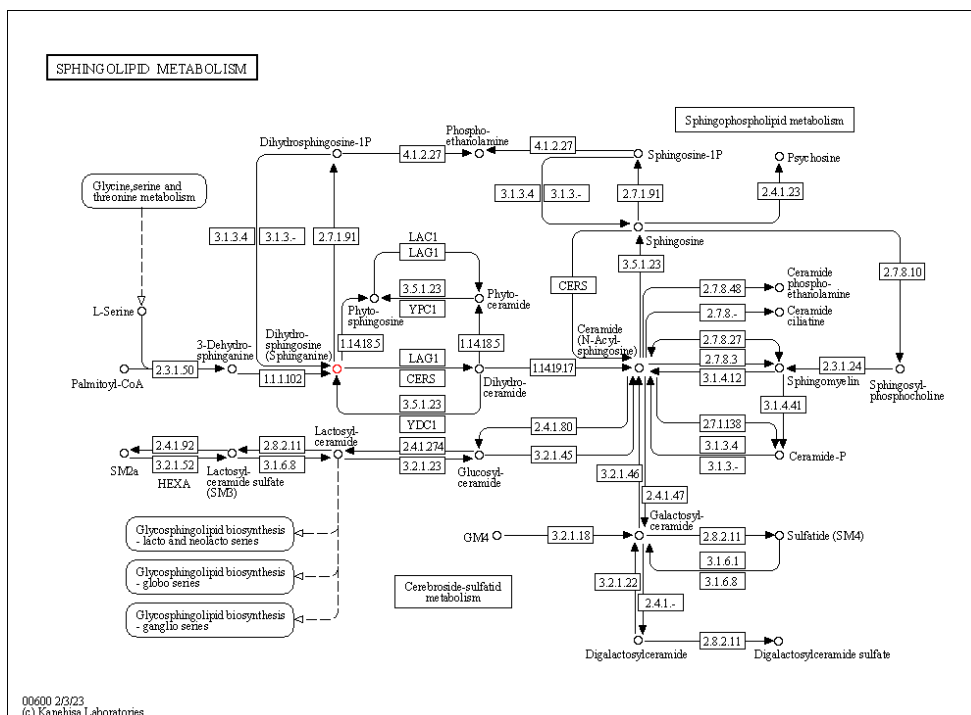 SPHINGOLIPID METABOLISM
Sphingophospholipid metabolism
Dihydrosphingosine-1P
Phospho-
ethanolamine
4.1.2.27
4.1.2.27
Sphingosine-1P
Psychosine
Glycine,serine and
threonine metabolism
3.1.3.4
3.1.3.-
2.7.1.91
2.4.1.23
3.1.3.4
3.1.3.-
2.7.1.91
LAC1
LAG1
Sphingosine
3.5.1.23
2.7.8.10
3.5.1.23
YPC1
Phyto-
sphingosine
Phyto-
ceramide
CERS
2.7.8.48
Ceramide
phospho-
ethanolamine
2.7.8.-
Ceramide
ciliatine
L-Serine
3-Dehydro-
sphinganine
Dihydro-
sphingosine
(Sphinganine)
1.14.18.5
1.14.18.5
Ceramide
(N-Acyl-
sphingosine)
2.7.8.27
2.7.8.3
3.1.4.12
LAG1
CERS
Palmitoyl-CoA
2.3.1.50
1.1.1.102
Dihydro-
ceramide
1.14.19.17
Sphingomyelin
2.3.1.24
Sphingosyl-
phosphocholine
3.5.1.23
YDC1
3.1.4.41
2.7.1.138
3.1.3.4
3.1.3.-
Ceramide-P
2.4.1.92
3.2.1.52
HEXA
SM2a
2.8.2.11
3.1.6.8
Lactosyl-
ceramide sulfate
(SM3)
Lactosyl-
ceramide
2.4.1.274
3.2.1.23
Glucosyl-
ceramide
2.4.1.80
3.2.1.45
3.2.1.46
2.4.1.47
Glycosphingolipid biosynthesis
- lacto and neolacto series
Galactosyl-
ceramide
GM4
3.2.1.18
2.8.2.11
Sulfatide (SM4)
3.1.6.1
3.1.6.8
Glycosphingolipid biosynthesis
- globo series
Cerebroside-sulfatid
metabolism
3.2.1.22
2.4.1.-
Glycosphingolipid biosynthesis
- ganglio series
Digalactosylceramide
2.8.2.11
Digalactosylceramide sulfate
00600 2/3/23
(c) Kanehisa Laboratories